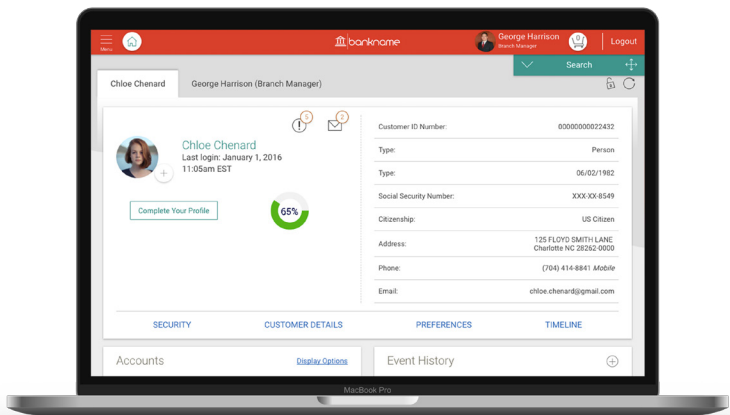 Menu
bankname
George Harrison
Branch Manager
0
Logout
Search
Chloe Chenard
George Harrison (Branch Manager)
5
2
Chloe Chenard
Last login: January 1, 2016
11:05am EST
Complete Your Profile
65%
Customer ID Number: 00000000022432
Type: Person
Type: 06/02/1982
Social Security Number: XXX-XX-8549
Citizenship: US Citizen
Address: 125 FLOYD SMITH LANE
Charlotte NC 28262-0000
Phone: (704) 414-8841 Mobile
Email: chloe.chenard@gmail.com
SECURITY CUSTOMER DETAILS PREFERENCES TIMELINE
Accounts Display Options
Event History
MacBook Pro